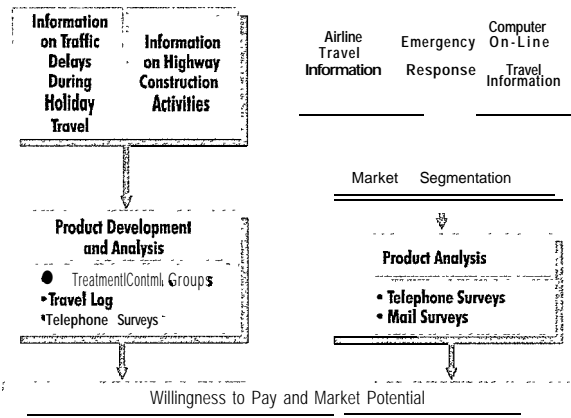 Information
on Traffic
Delays
During
Holiday
Travel
Information
on Highway
Construction
Activities
Airline
Travel
Information
Emergency
Response
Computer
On-Line
Travel
Information
Market Segmentation
Product Development
and Analysis
● TreatmentlContml, Groups
•Travel Log
•Telephone Surveys
Product Analysis
• Telephone Surveys
• Mail Surveys
Willingness to Pay and Market Potential